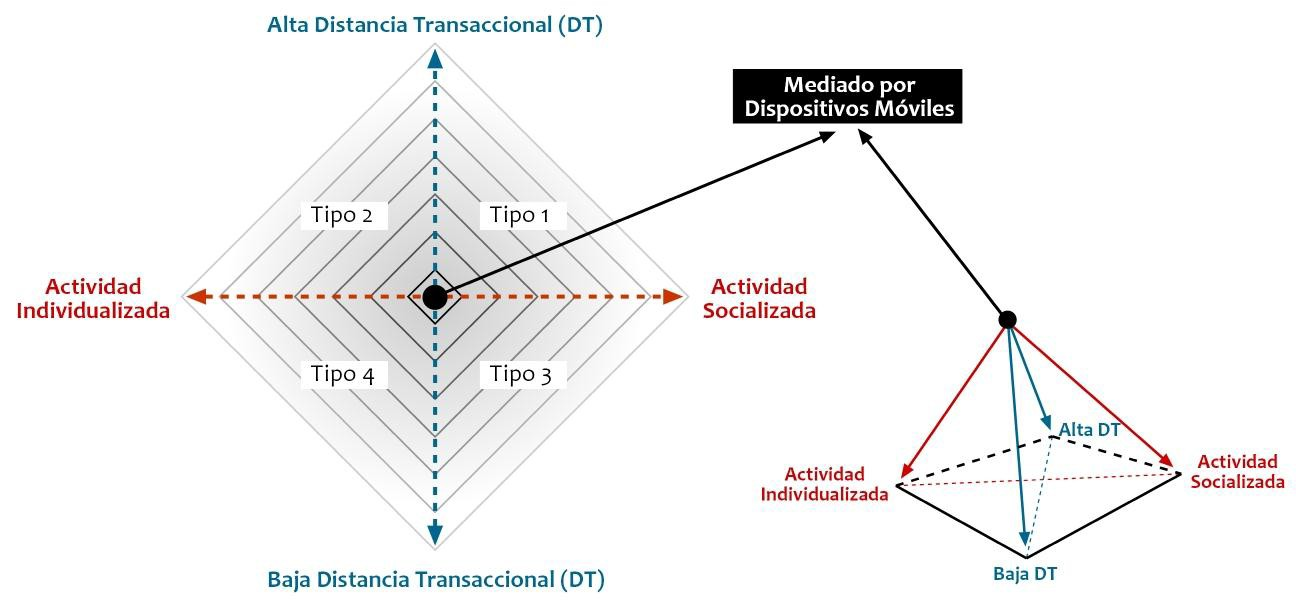 Alta Distancia Transaccional (DT)
Mediado por
Dispositivos Móviles
Tipo 2
Tipo 1
Actividad
Individualizada
Actividad
Socializada
Tipo 4
Tipo 3
Baja Distancia Transaccional (DT)
Alta DT
Actividad
Individualizada
Actividad
Socializada
Baja DT